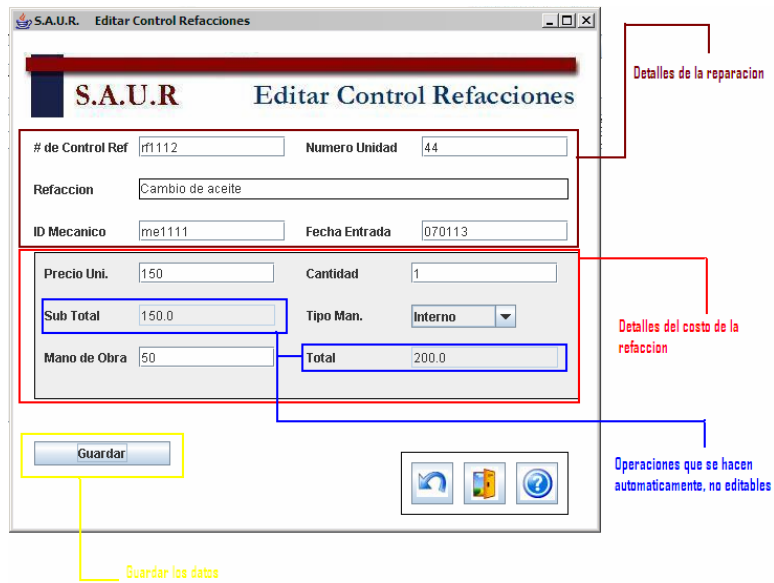 S.A.U.R. Editar Control Refacciones
S.A.U.R Editar Control Refacciones
Detalles de la reparacion
# de Control Ref rf1112 Numero Unidad 44
Refaccion Cambio de aceite
ID Mecanico me1111 Fecha Entrada 070113
Precio Uni. 150 Cantidad 1
Sub Total 150.0 Tipo Man. Interno
Mano de Obra 50 Total 200.0
Detalles del costo de la
refaccion
Guardar
Operaciones que se hacen
automaticamente, no editables
Guardar los datos